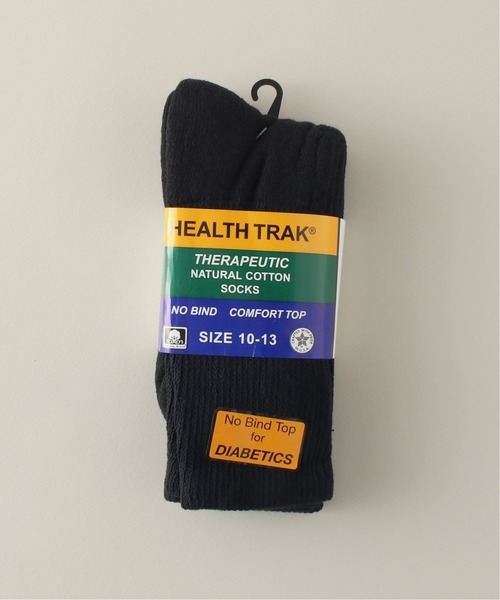 HEALTH TRAK®
THERAPEUTIC
NATURAL COTTON
SOCKS
NO BIND COMFORT TOP
SIZE 10-13
No Bind Top
for
DIABETICS